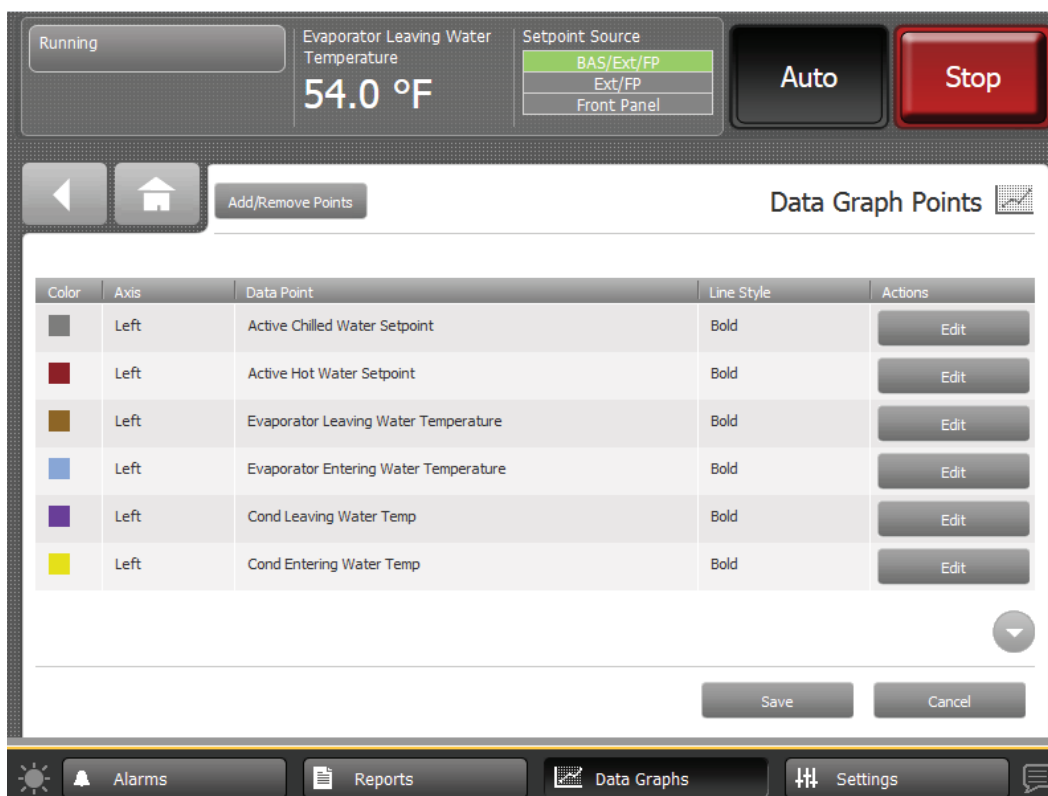 Running
Evaporator Leaving Water
Temperature
54.0 °F
Setpoint Source
BAS/Ext/FP
Ext/FP
Front Panel
Auto
Stop
Add/Remove Points
Data Graph Points
Color Axis Data Point Line Style Actions
Left Active Chilled Water Setpoint Bold Edit
Left Active Hot Water Setpoint Bold Edit
Left Evaporator Leaving Water Temperature Bold Edit
Left Evaporator Entering Water Temperature Bold Edit
Left Cond Leaving Water Temp Bold Edit
Left Cond Entering Water Temp Bold Edit
Save Cancel
Alarms Reports Data Graphs Settings